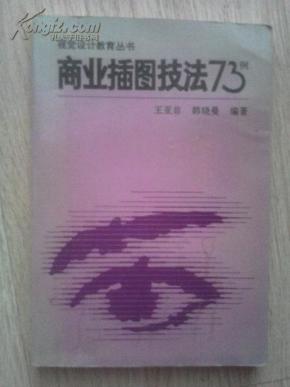 视觉设计教育丛书
商业插图技法73例
王亚非 韩晓曼 编著